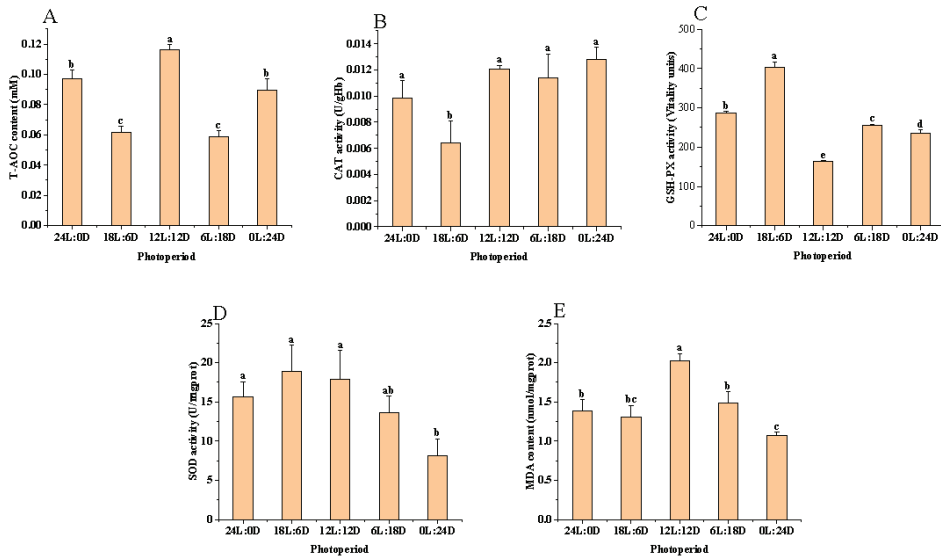 A
T-AOC content (mM)
0.12
0.10
0.08
0.06
0.04
0.02
0.00
b
c
a
c
b
24L:0D 18L:6D 12L:12D 6L:18D 0L:24D
Photoperiod
B
CAT activity (U/gHb)
0.014
0.012
0.010
0.008
0.006
0.004
0.002
0.000
a
b
a
a
a
24L:0D 18L:6D 12L:12D 6L:18D 0L:24D
Photoperiod
C
GSH-PX activity (Vitality units)
500
400
300
200
100
0
b
a
e
c
d
24L:0D 18L:6D 12L:12D 6L:18D 0L:24D
Photoperiod
D
SOD activity (U/mgprot)
25
20
15
10
5
0
a
a
a
ab
b
24L:0D 18L:6D 12L:12D 6L:18D 0L:24D
Photoperiod
E
MDA content (nmol/mgprot)
2.5
2.0
1.5
1.0
0.5
0.0
b
bc
a
b
c
24L:0D 18L:6D 12L:12D 6L:18D 0L:24D
Photoperiod